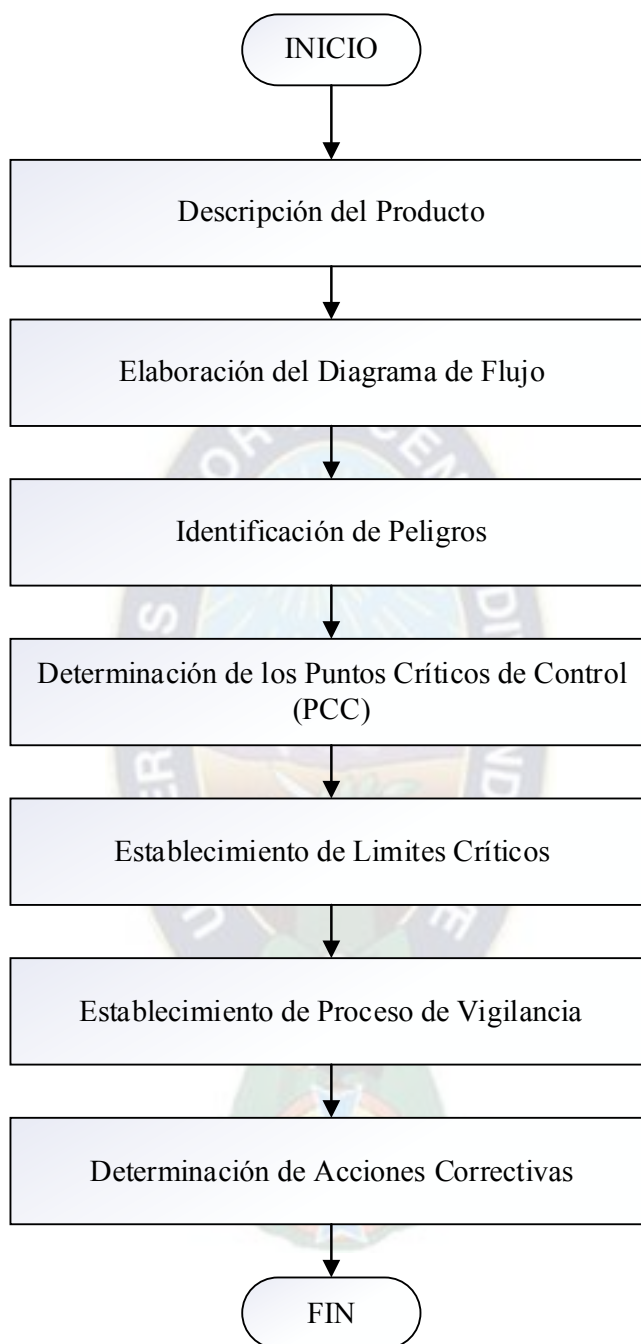 INICIO
Descripción del Producto
Elaboración del Diagrama de Flujo
Identificación de Peligros
Determinación de los Puntos Críticos de Control
(PCC)
Establecimiento de Limites Críticos
Establecimiento de Proceso de Vigilancia
Determinación de Acciones Correctivas
FIN